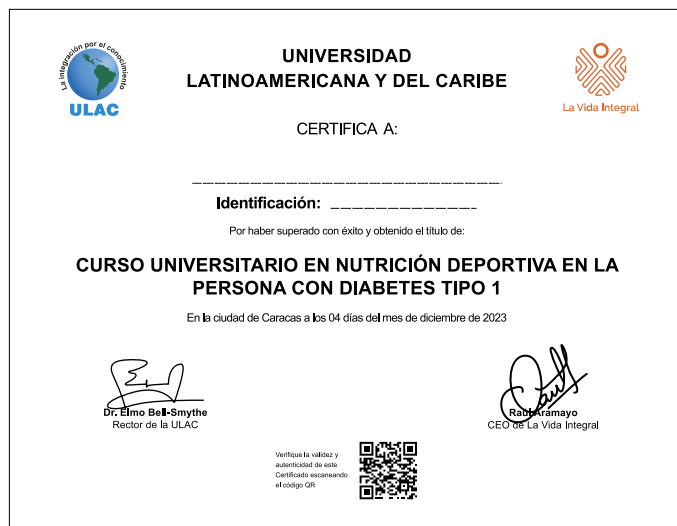 La integración por el conocimiento
ULAC
UNIVERSIDAD
LATINOAMERICANA Y DEL CARIBE
La Vida Integral
CERTIFICA A:
Identificación:
Por haber superado con éxito y obtenido el título de:
CURSO UNIVERSITARIO EN NUTRICIÓN DEPORTIVA EN LA
PERSONA CON DIABETES TIPO 1
En la ciudad de Caracas a los 04 días del mes de diciembre de 2023
Dr. Elmo Bell-Smythe
Rector de la ULAC
Raúl Aramayo
CEO de La Vida Integral
Verifique la validez y
autenticidad de este
Certificado escaneando
el código QR